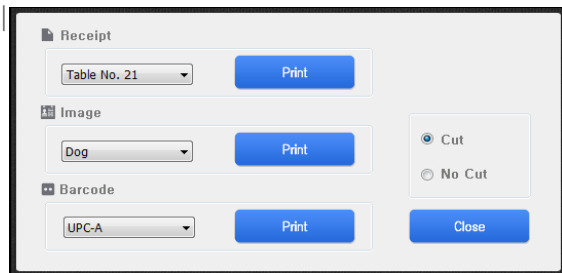 Receipt
Table No. 21
Print
Image
Dog
Print
Barcode
UPC-A
Print
Cut
No Cut
Close